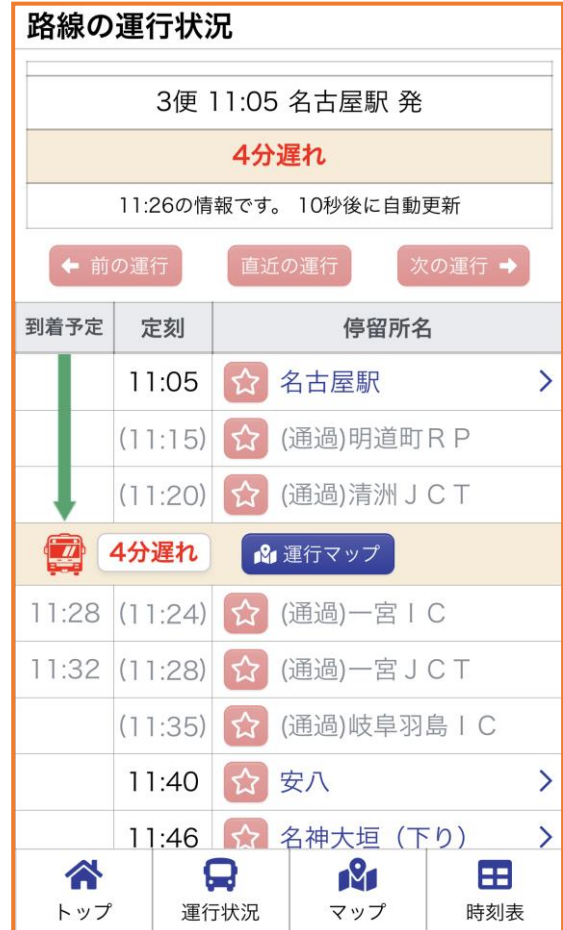 路線の運行状況
3便 11:05 名古屋駅 発
4分遅れ
11:26の情報です。 10秒後に自動更新
前の運行 直近の運行 次の運行
到着予定 定刻 停留所名
11:05 名古屋駅
(11:15) (通過)明道町ＲＰ
(11:20) (通過)清洲ＪＣＴ
4分遅れ 運行マップ
11:28 (11:24) (通過)一宮ＩＣ
11:32 (11:28) (通過)一宮ＪＣＴ
(11:35) (通過)岐阜羽島ＩＣ
11:40 安八
11:46 名神大垣（下り）
トップ 運行状況 マップ 時刻表